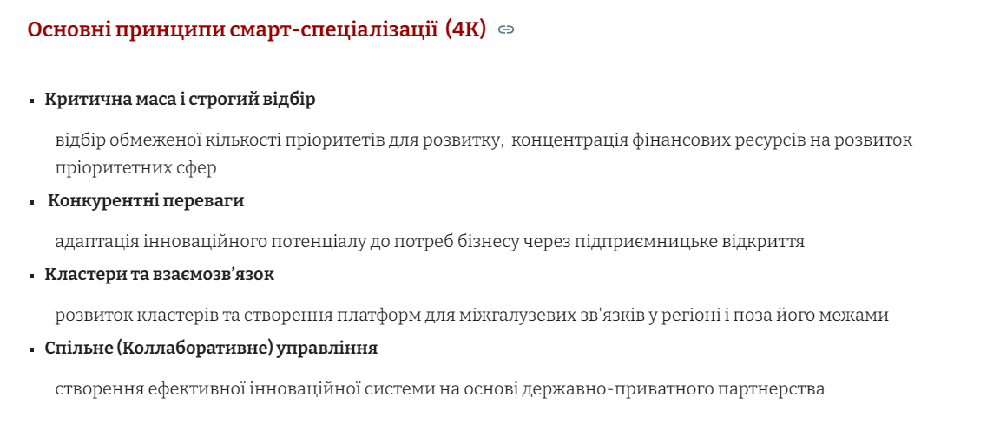 Основні принципи смарт-спеціалізації (4К)
Критична маса і строгий відбір
відбір обмеженої кількості пріоритетів для розвитку, концентрація фінансових ресурсів на розвиток
пріоритетних сфер
Конкурентні переваги
адаптація інноваційного потенціалу до потреб бізнесу через підприємницьке відкриття
Кластери та взаємозв’язок
розвиток кластерів та створення платформ для міжгалузевих зв'язків у регіоні і поза його межами
Спільне (Коллаборативне) управління
створення ефективної інноваційної системи на основі державно-приватного партнерства